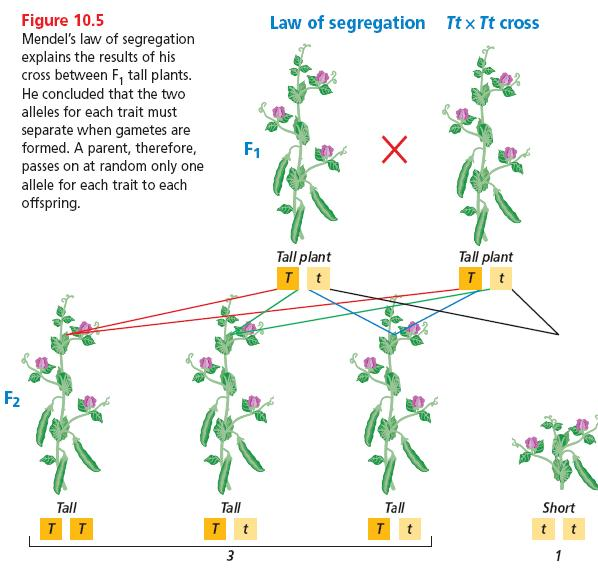 Figure 10.5
Mendel's law of segregation
explains the results of his
cross between F1 tall plants.
He concluded that the two
alleles for each trait must
separate when gametes are
formed. A parent, therefore,
passes on at random only one
allele for each trait to each
offspring.
Law of segregation Tt x Tt cross
F1
Tall plant Tall plant
T t T t
F2
Tall Tall Tall Short
T T T t T t t t
3 1